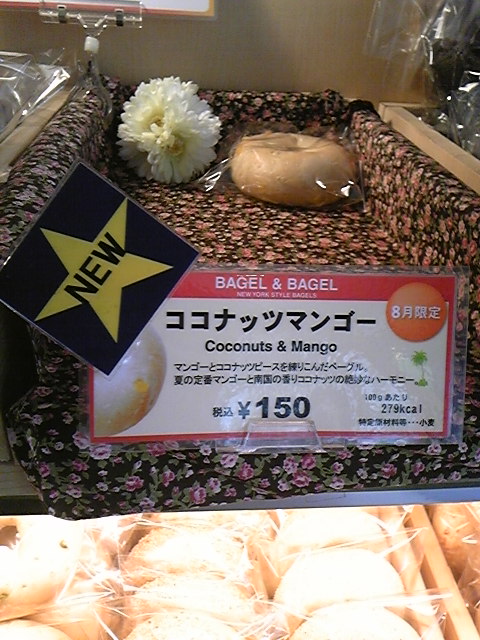 NEW
BAGEL & BAGEL
NEW YORK STYLE BAGELS
ココナッツマンゴー
8月限定
Coconuts & Mango
マンゴーとココナッツピースを練りこんだベーグル。
夏の定番マンゴーと南国の香りココナッツの絶妙なハーモニー。
税込 ¥150
100gあたり
279kcal
特定原材料等・・・小麦